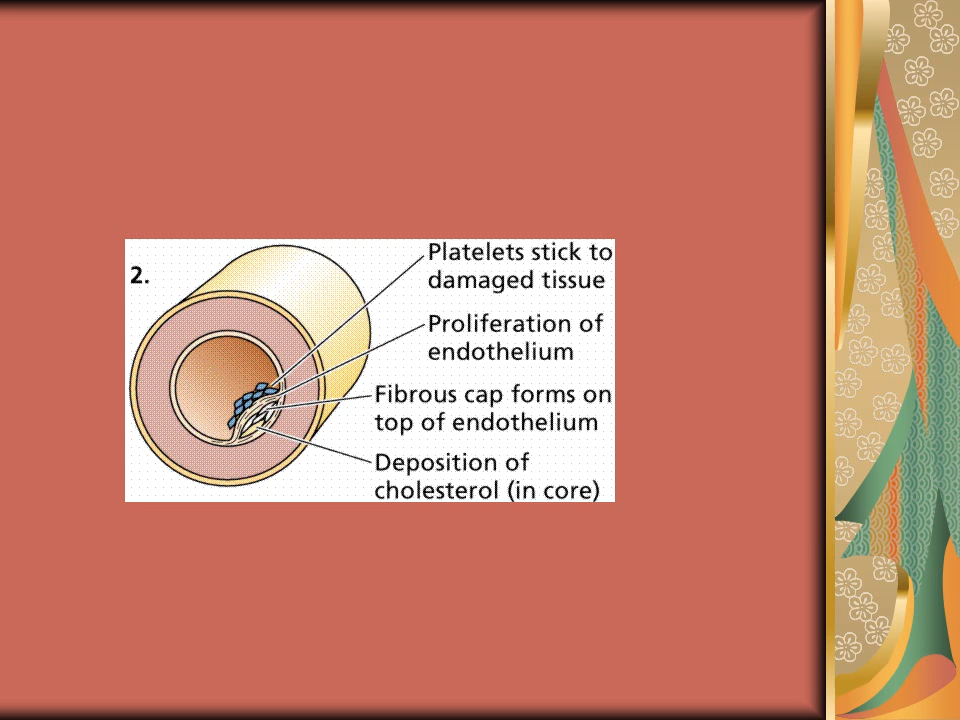 2.
Platelets stick to
damaged tissue
Proliferation of
endothelium
Fibrous cap forms on
top of endothelium
Deposition of
cholesterol (in core)